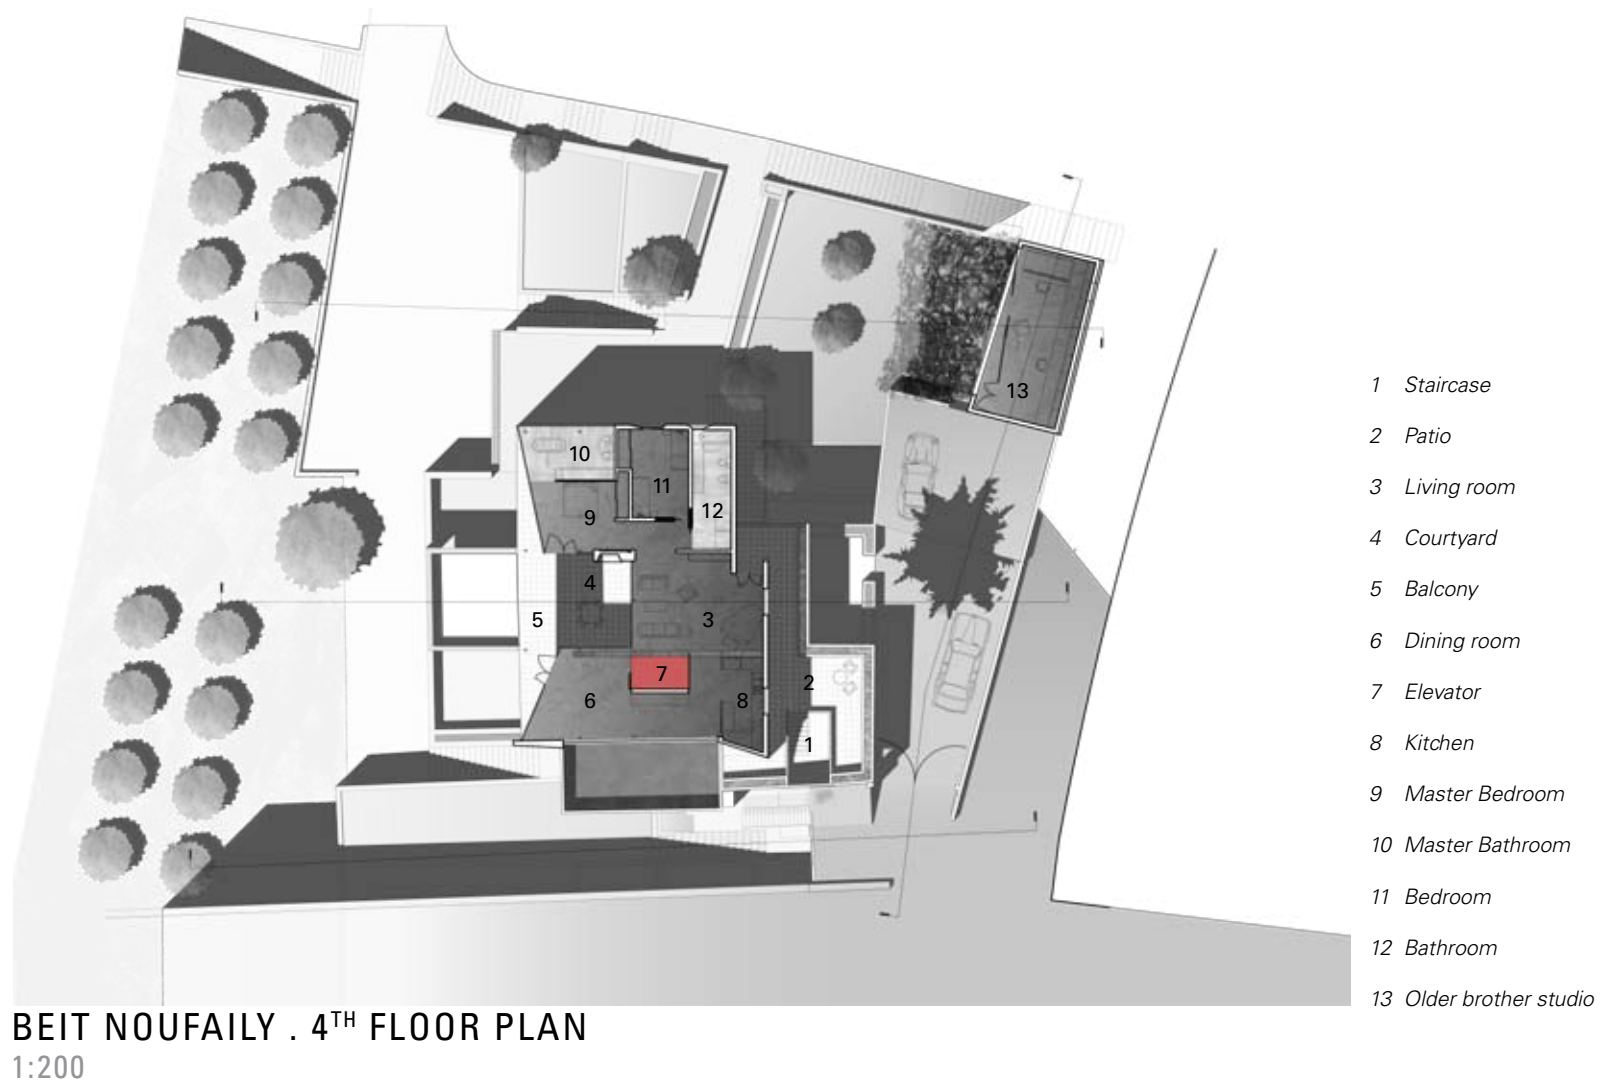 10
11
12
9
4
5
3
7
6
8
2
1
13
1 Staircase
2 Patio
3 Living room
4 Courtyard
5 Balcony
6 Dining room
7 Elevator
8 Kitchen
9 Master Bedroom
10 Master Bathroom
11 Bedroom
12 Bathroom
13 Older brother studio
BEIT NOUFAILY . 4TH FLOOR PLAN
1:200